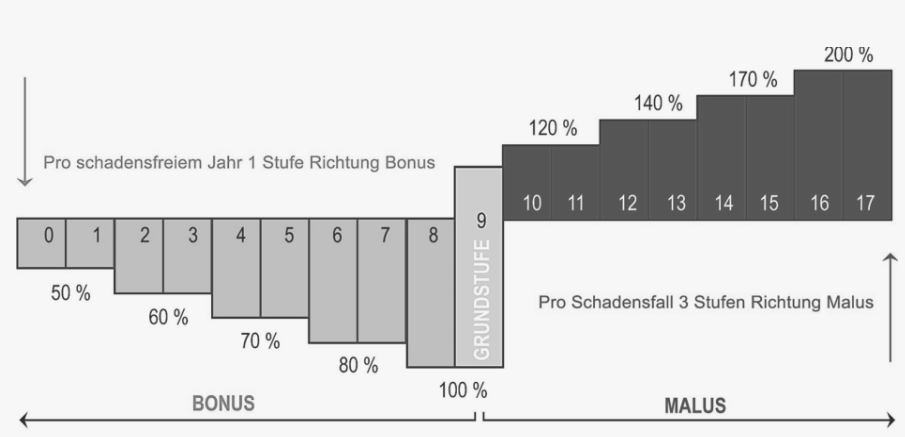 200 %
170 %
140 %
120 %
Pro schadensfreiem Jahr 1 Stufe Richtung Bonus
10 11 12 13 14 15 16 17
0 1 2 3 4 5 6 7 8 9
GRUNDSTUFE
50 %
Pro Schadensfall 3 Stufen Richtung Malus
60 %
70 %
80 %
100 %
BONUS
MALUS